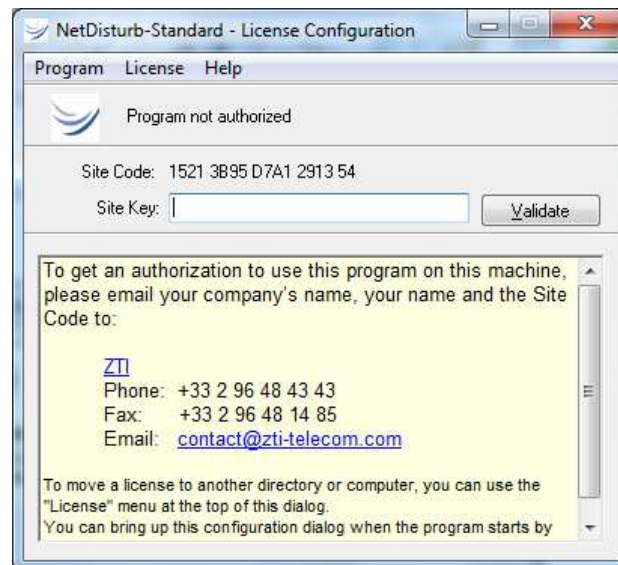 NetDisturb-Standard - License Configuration
Program License Help
Program not authorized
Site Code: 1521 3B95 D7A1 2913 54
Site Key:
Validate
To get an authorization to use this program on this machine,
please email your company's name, your name and the Site
Code to:
ZTI
Phone: +33 2 96 48 43 43
Fax: +33 2 96 48 14 85
Email: contact@zti-telecom.com
To move a license to another directory or computer, you can use the
"License" menu at the top of this dialog.
You can bring up this configuration dialog when the program starts by